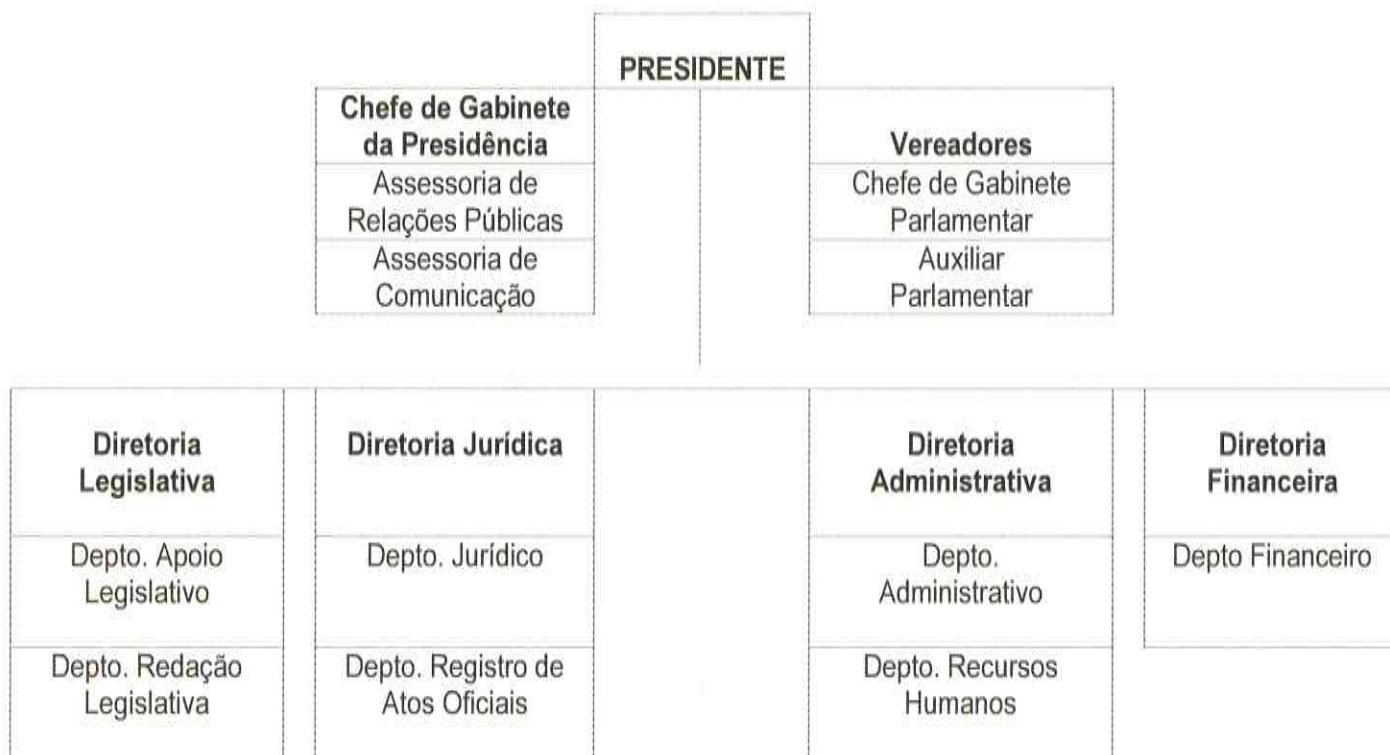 PRESIDENTE
Chefe de Gabinete
da Presidência
Assessoria de
Relações Públicas
Assessoria de
Comunicação
Vereadores
Chefe de Gabinete
Parlamentar
Auxiliar
Parlamentar
Diretoria
Legislativa
Depto. Apoio
Legislativo
Depto. Redação
Legislativa
Diretoria Jurídica
Depto. Jurídico
Depto. Registro de
Atos Oficiais
Diretoria
Administrativa
Depto.
Administrativo
Depto. Recursos
Humanos
Diretoria
Financeira
Depto Financeiro